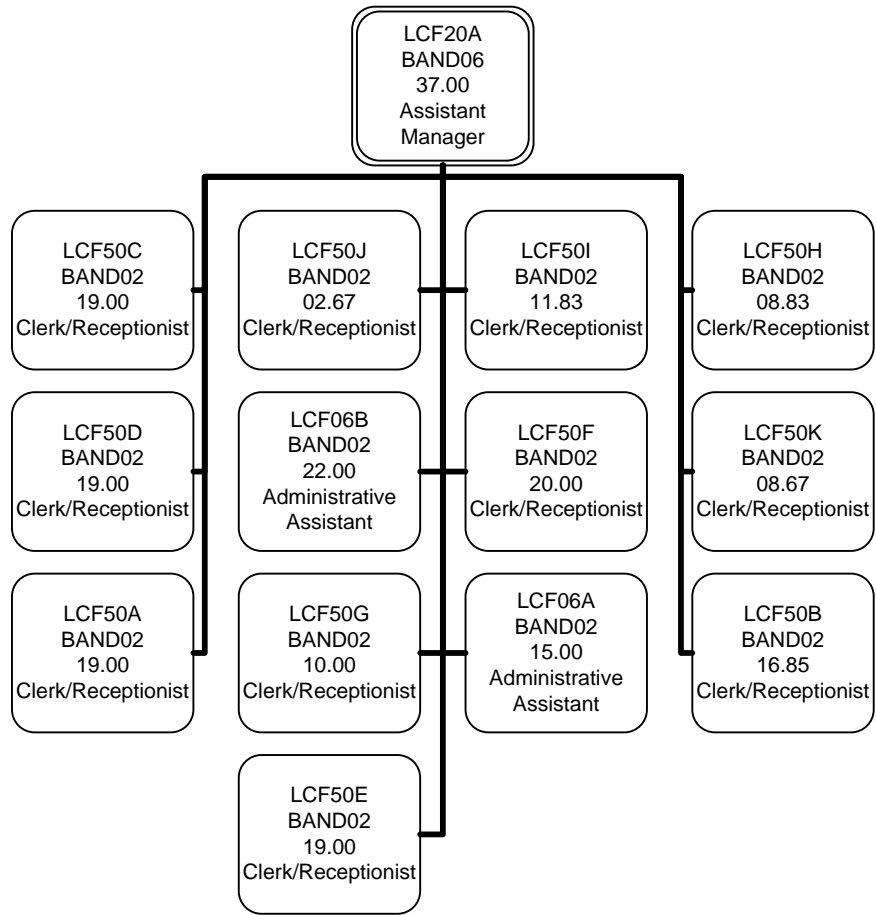 LCF20A
BAND06
37.00
Assistant
Manager
LCF50C
BAND02
19.00
Clerk/Receptionist
LCF50J
BAND02
02.67
Clerk/Receptionist
LCF50I
BAND02
11.83
Clerk/Receptionist
LCF50H
BAND02
08.83
Clerk/Receptionist
LCF50D
BAND02
19.00
Clerk/Receptionist
LCF06B
BAND02
22.00
Administrative
Assistant
LCF50F
BAND02
20.00
Clerk/Receptionist
LCF50K
BAND02
08.67
Clerk/Receptionist
LCF50A
BAND02
19.00
Clerk/Receptionist
LCF50G
BAND02
10.00
Clerk/Receptionist
LCF06A
BAND02
15.00
Administrative
Assistant
LCF50B
BAND02
16.85
Clerk/Receptionist
LCF50E
BAND02
19.00
Clerk/Receptionist